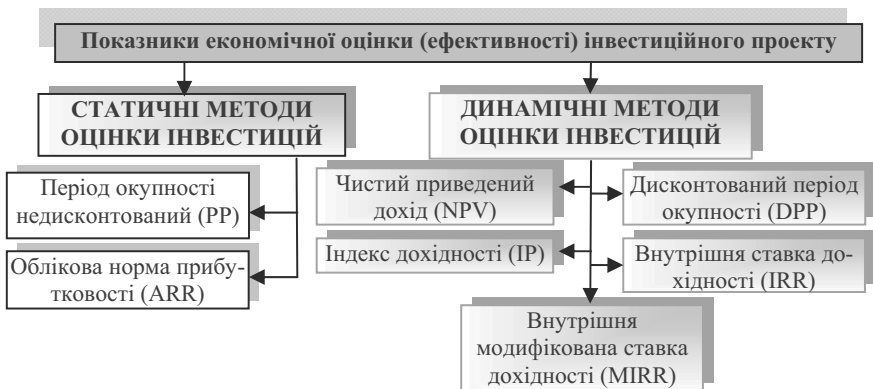 Показники економічної оцінки (ефективності) інвестиційного проекту
СТАТИЧНІ МЕТОДИ
ОЦІНКИ ІНВЕСТИЦІЙ
ДИНАМІЧНІ МЕТОДИ
ОЦІНКИ ІНВЕСТИЦІЙ
Період окупності
недисконтований (PP)
Облікова норма прибу-
тковості (ARR)
Чистий приведений
дохід (NPV)
Дисконтований період
окупності (DPP)
Індекс дохідності (IP)
Внутрішня ставка до-
хідності (IRR)
Внутрішня
модифікована ставка
дохідності (MIRR)